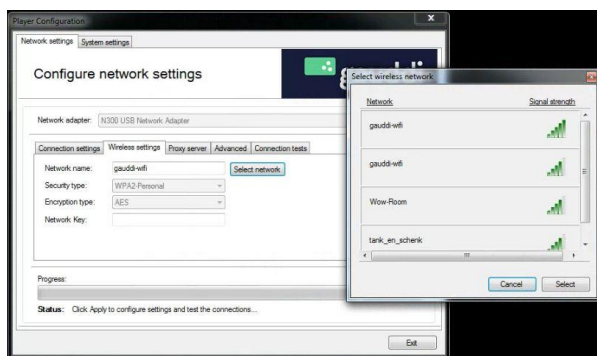 Player Configuration
x
Network settings System settings
Configure network settings
Network adapter: N300 USB Network Adapter
Connection settings Wireless settings Proxy server Advanced Connection tests
Network name: gauddi-wifi Select network
Security type: WPA2-Personal
Encryption type: AES
Network Key:
Progress:
Status: Click Apply to configure settings and test the connections...
Exit
Select wireless network
Network Signal strength
gauddi-wifi
gauddi-wifi
Wow-Room
tank_en_schenk
Cancel Select